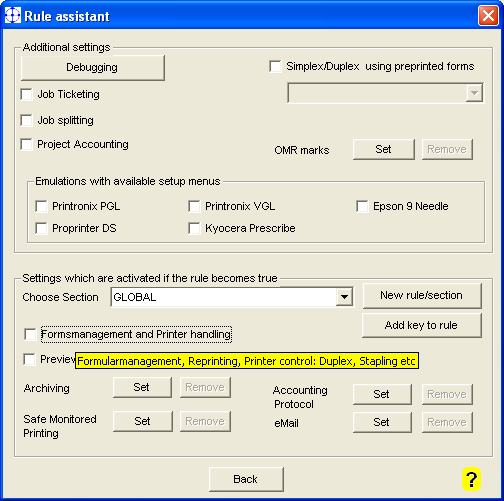 Rule assistant
Additional settings
Debugging
Simplex/Duplex using preprinted forms
Job Ticketing
Job splitting
Project Accounting
OMR marks Set Remove
Emulations with available setup menus
Printronix PGL Printronix VGL Epson 9 Needle
Proprinter DS Kyocera Prescribe
Settings which are activated if the rule becomes true
Choose Section GLOBAL New rule/section
Add key to rule
Formsmanagement and Printer handling
Preview
Formularmanagement, Reprinting, Printer control: Duplex, Stapling etc
Archiving Set Remove Accounting Protocol Set Remove
Safe Monitored Printing Set Remove eMail Set Remove
Back ?